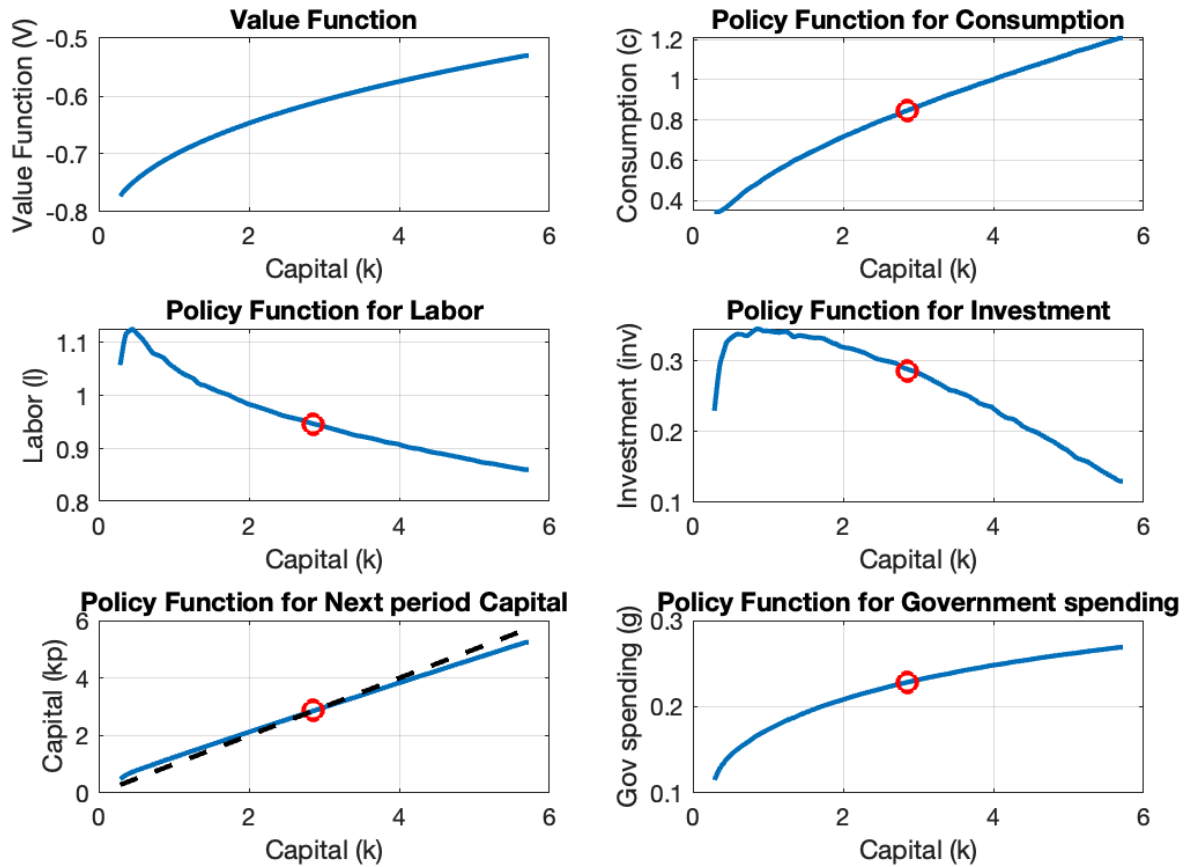 Value Function
Value Function (V)
-0.5
-0.6
-0.7
-0.8
0
2
4
6
Capital (k)
Policy Function for Consumption
Consumption (c)
1.2
1
0.8
0.6
0.4
0
2
4
6
Capital (k)
Policy Function for Labor
Labor (l)
1.1
1
0.9
0.8
0
2
4
6
Capital (k)
Policy Function for Investment
Investment (inv)
0.3
0.2
0.1
0
2
4
6
Capital (k)
Policy Function for Next period Capital
Capital (kp)
6
4
2
0
0
2
4
6
Capital (k)
Policy Function for Government spending
Gov spending (g)
0.3
0.2
0.1
0
2
4
6
Capital (k)